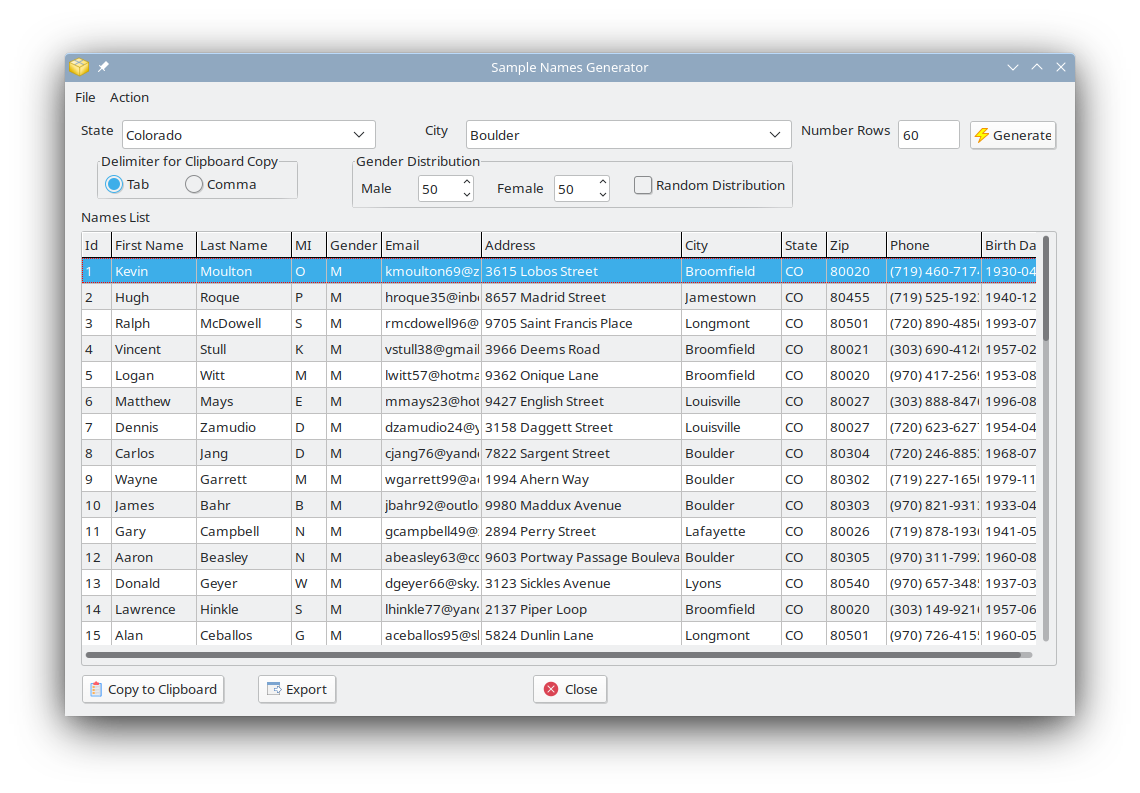 Sample Names Generator
File Action
State Colorado City Boulder Number Rows 60 Generate
Delimiter for Clipboard Copy Gender Distribution
Tab Comma Male 50 Female 50 Random Distribution
Names List
Id First Name Last Name MI Gender Email Address City State Zip Phone Birth Da
1 Kevin Moulton O M kmoulton69@z 3615 Lobos Street Broomfield CO 80020 (719) 460-717 1930-04
2 Hugh Roque P M hroque35@inb 8657 Madrid Street Jamestown CO 80455 (719) 525-192 1940-12
3 Ralph McDowell S M rmcdowell96@ 9705 Saint Francis Place Longmont CO 80501 (720) 890-485 1993-07
4 Vincent Stull K M vstull38@gmail 3966 Deems Road Broomfield CO 80021 (303) 690-412 1957-02
5 Logan Witt M M lwitt57@hotma 9362 Onique Lane Broomfield CO 80020 (970) 417-256 1953-08
6 Matthew Mays E M mmays23@hot 9427 English Street Louisville CO 80027 (303) 888-847 1996-08
7 Dennis Zamudio D M dzamudio24@y 3158 Daggett Street Louisville CO 80027 (720) 623-627 1954-04
8 Carlos Jang D M cjang76@yand 7822 Sargent Street Boulder CO 80304 (720) 246-885 1968-07
9 Wayne Garrett M M wgarrett99@a 1994 Ahern Way Boulder CO 80302 (719) 227-165 1979-11
10 James Bahr B M jbahr92@outlo 9980 Maddux Avenue Boulder CO 80303 (970) 821-931 1933-04
11 Gary Campbell N M gcampbell49@ 2894 Perry Street Lafayette CO 80026 (719) 878-193 1941-05
12 Aaron Beasley N M abeasley63@cc 9603 Portway Passage Bouleva Boulder CO 80305 (970) 311-799 1960-08
13 Donald Geyer W M dgeyer66@sky. 3123 Sickles Avenue Lyons CO 80540 (970) 657-348 1937-03
14 Lawrence Hinkle S M lhinkle77@yand 2137 Piper Loop Broomfield CO 80020 (303) 149-921 1957-06
15 Alan Ceballos G M aceballos95@sl 5824 Dunlin Lane Longmont CO 80501 (970) 726-415 1960-05
Copy to Clipboard Export Close